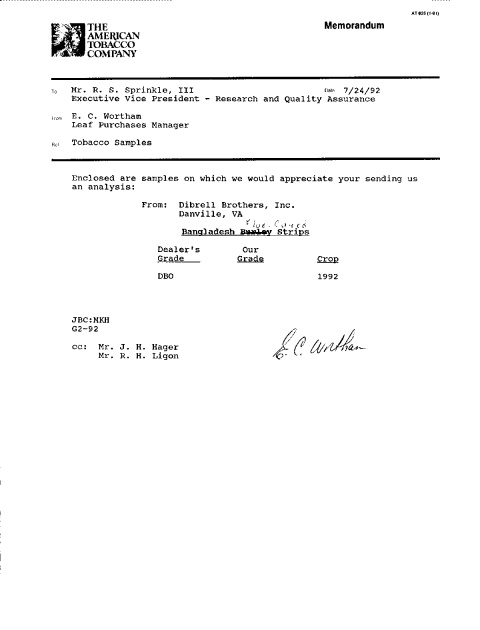 AT 035 (1-91)
Memorandum
THE
AMERICAN
TOBACCO
COMPANY
To Mr. R. S. Sprinkle, III Date 7/24/92
Executive Vice President - Research and Quality Assurance
From E. C. Wortham
Leaf Purchases Manager
Re: Tobacco Samples
Enclosed are samples on which we would appreciate your sending us
an analysis:
From: Dibrell Brothers, Inc.
Danville, VA
Flue-Cured
Bangladesh Burley Strips
Dealer's Our
Grade Grade Crop
DBO 1992
JBC:MKH
G2-92
cc: Mr. J. H. Hager
Mr. R. H. Ligon
E. C. Wortham